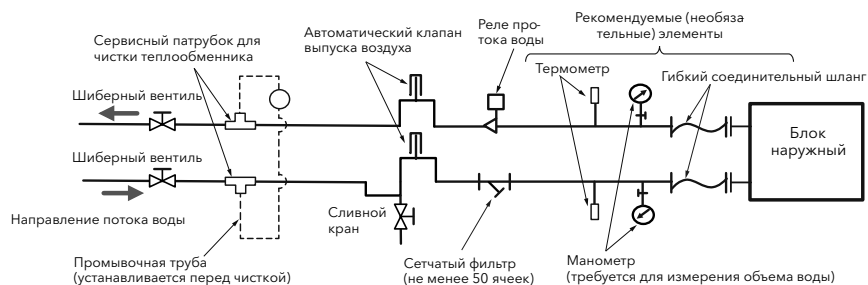 Сервисный патрубок для
чистки теплообменника
Автоматический клапан
выпуска воздуха
Реле про-
тока воды
Рекомендуемые (необяза
тельные) элементы
Термометр
Гибкий соединительный шланг
Шиберный вентиль
Блок
наружный
Шиберный вентиль
Направление потока воды
Сливной
кран
Промывочная труба
(устанавливается перед чисткой)
Сетчатый фильтр
(не менее 50 ячеек)
Манометр
(требуется для измерения объема воды)